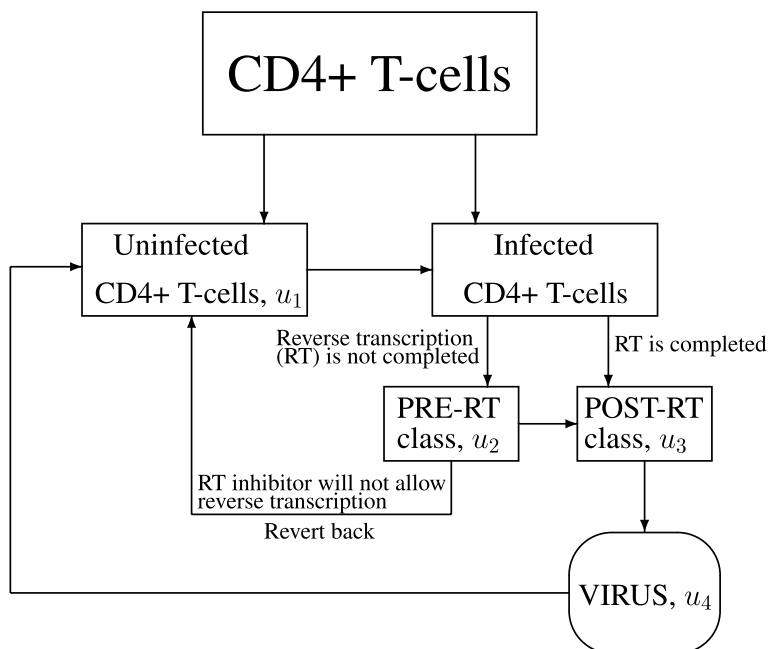 CD4+ T-cells
Uninfected
CD4+ T-cells, u₁
Infected
CD4+ T-cells
Reverse transcription
(RT) is not completed
RT is completed
PRE-RT
class, u₂
POST-RT
class, u₃
RT inhibitor will not allow
reverse transcription
Revert back
VIRUS, u₄